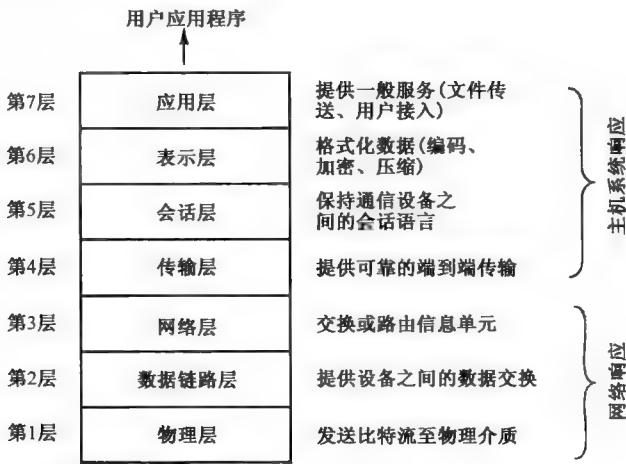 用户应用程序
第7层 应用层 提供一般服务(文件传
送、用户接入)
第6层 表示层 格式化数据(编码、
加密、压缩)
第5层 会话层 保持通信设备之
间的会话语言
第4层 传输层 提供可靠的端到端传输
主机系统响应
第3层 网络层 交换或路由信息单元
第2层 数据链路层 提供设备之间的数据交换
第1层 物理层 发送比特流至物理介质
网络响应